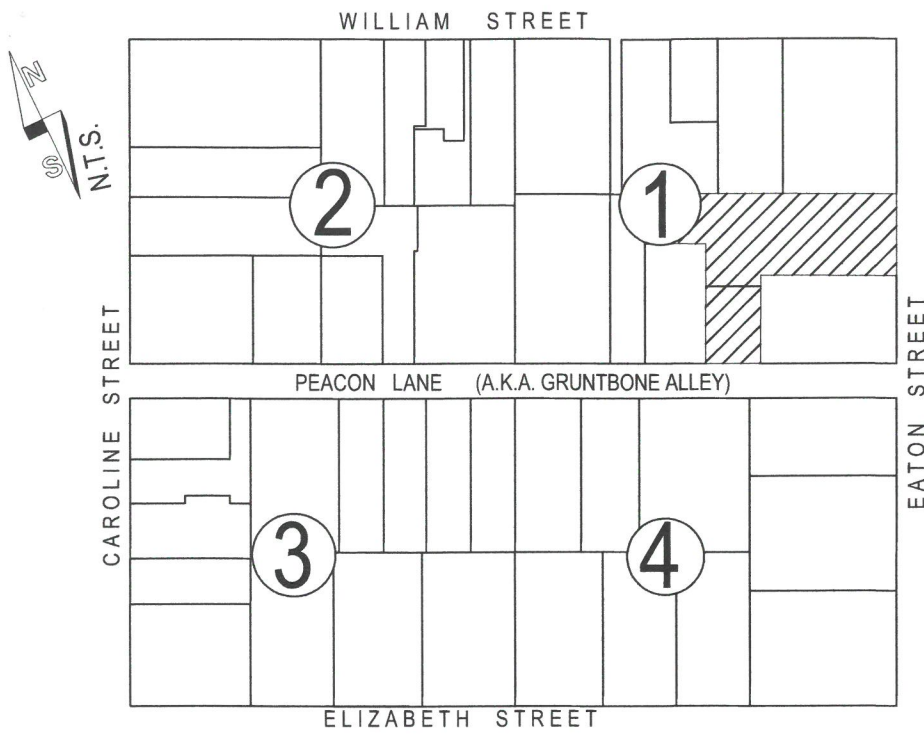 WILLIAM STREET
N
S
N.T.S.
2
1
CAROLINE STREET
PEACON LANE (A.K.A. GRUNTBONE ALLEY)
EATON STREET
3
4
ELIZABETH STREET